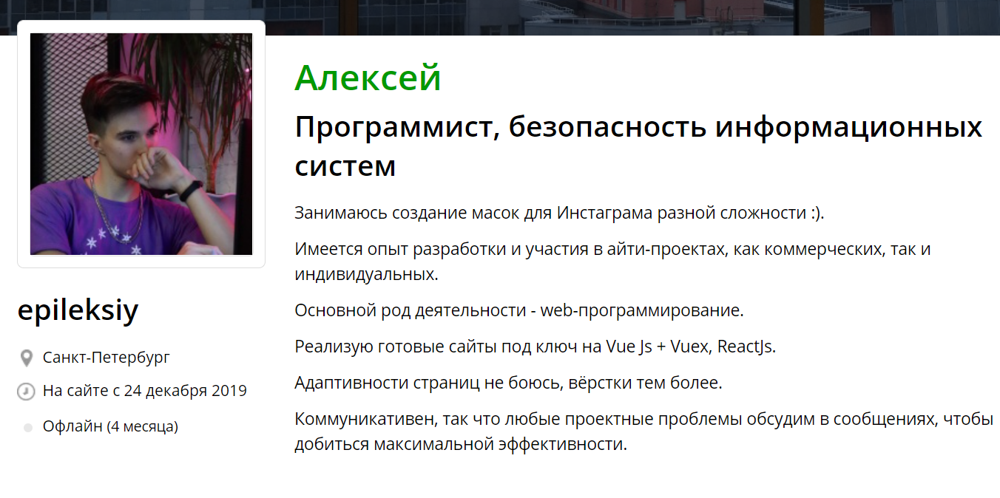 Алексей
Программист, безопасность информационных
систем
Занимаюсь создание масок для Инстаграма разной сложности :).
Имеется опыт разработки и участия в айти-проектах, как коммерческих, так и
индивидуальных.
Основной род деятельности - web-программирование.
Реализую готовые сайты под ключ на Vue Js + Vuex, ReactJs.
Адаптивности страниц не боюсь, вёрстки тем более.
Коммуникативен, так что любые проектные проблемы обсудим в сообщениях, чтобы
добиться максимальной эффективности.
epileksiy
Санкт-Петербург
На сайте с 24 декабря 2019
Офлайн (4 месяца)